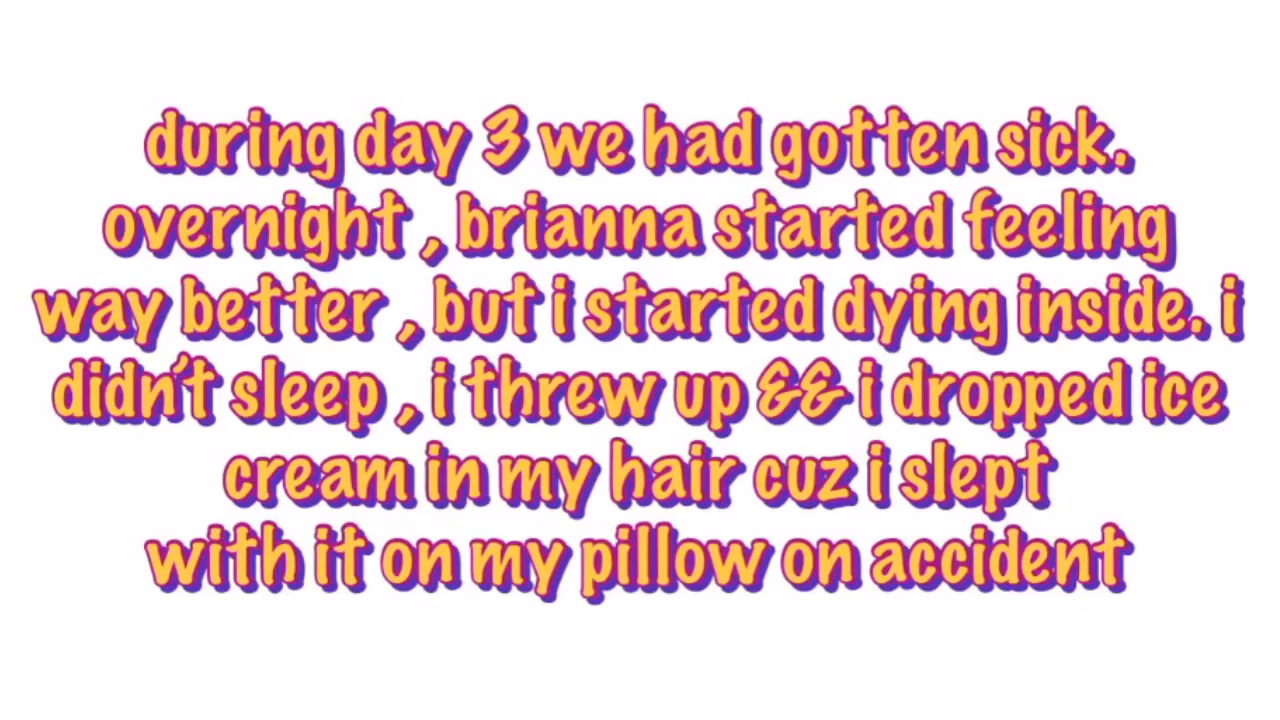 during day 3 we had gotten sick.
overnight , brianna started feeling
way better , but i started dying inside. i
didn't sleep , i threw up && i dropped ice
cream in my hair cuz i slept
with it on my pillow on accident